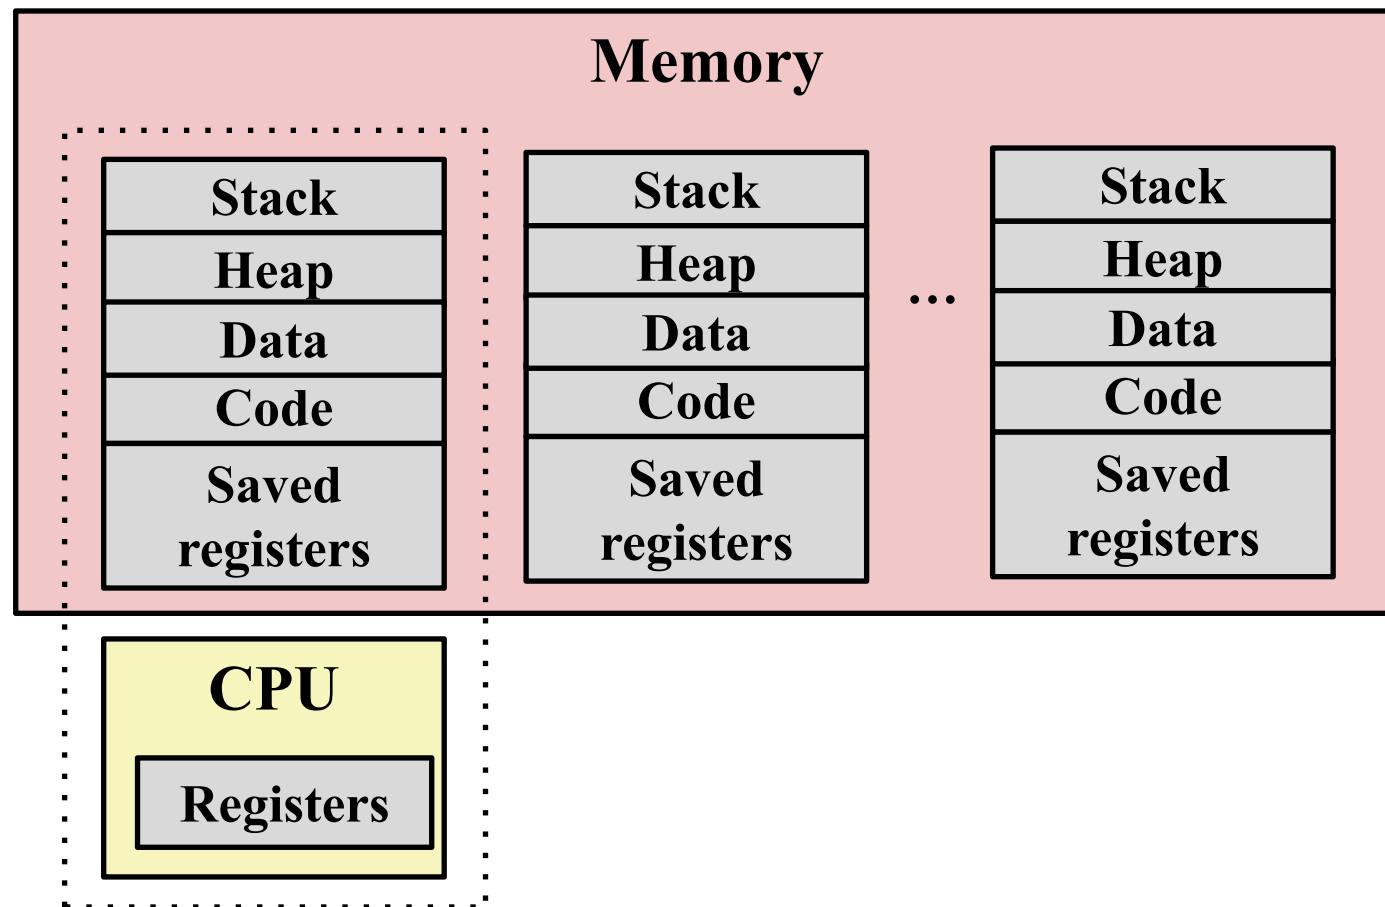 Memory
Stack
Heap
Data
Code
Saved
registers
Stack
Heap
Data
Code
Saved
registers
...
Stack
Heap
Data
Code
Saved
registers
CPU
Registers